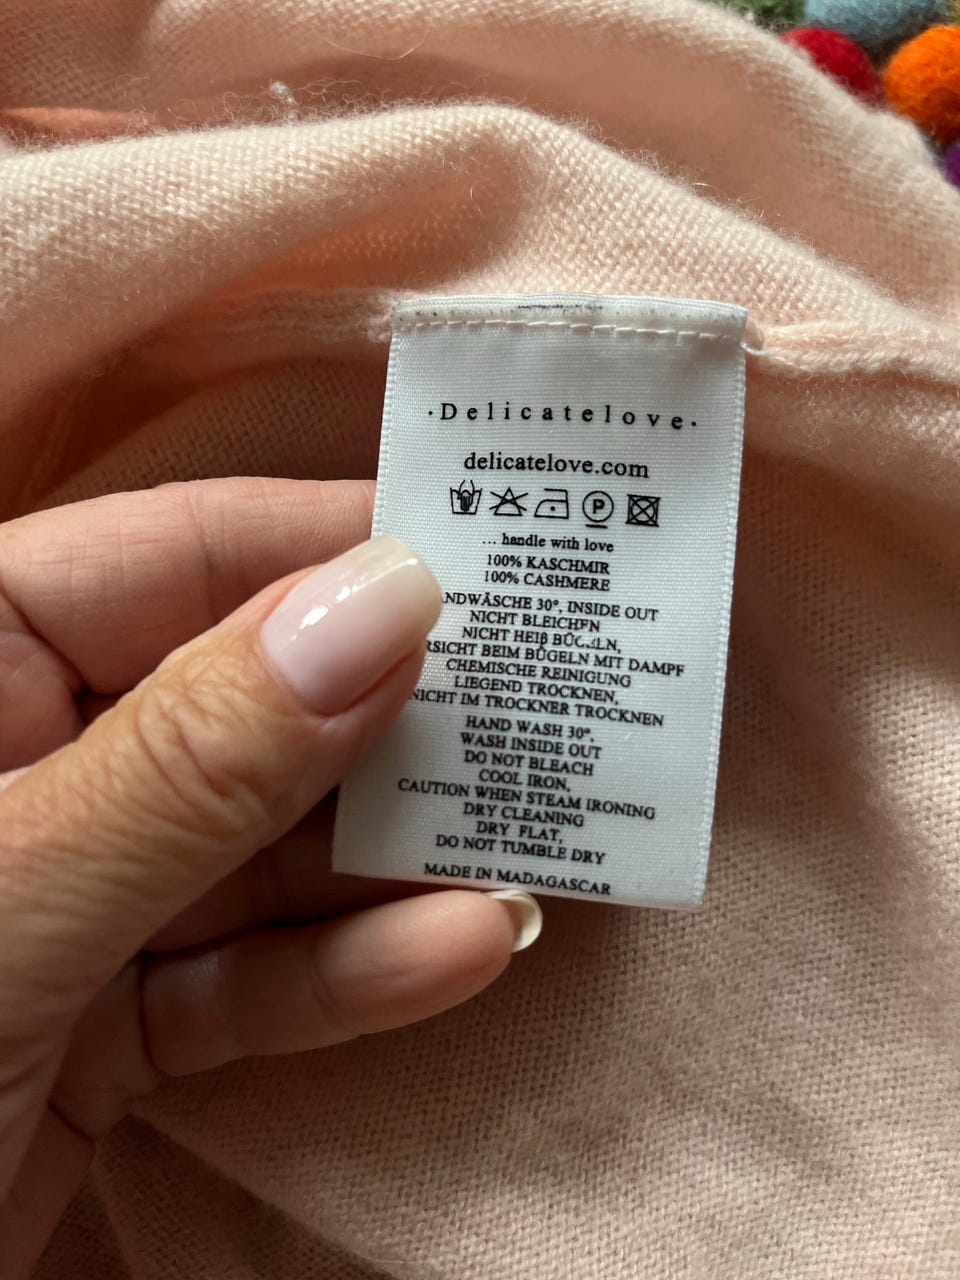 ·Delicatelove·
delicatelove.com
P
... handle with love
100% KASCHMIR
100% CASHMERE
NDWÄSCHE 30°, INSIDE OUT
NICHT BLEICHEN
NICHT HEIß
RSICHT BEIM BÜGELN MIT DAMPF
CHEMISCHE REINIGUNG
LIEGEND TROCKNEN,
NICHT IM TROCKNER TROCKNEN
HAND WASH 30°,
WASH INSIDE OUT
DO NOT BLEACH
COOL IRON,
CAUTION WHEN STEAM IRONING
DRY CLEANING
DRY FLAT,
DO NOT TUMBLE DRY
MADE IN MADAGASCAR